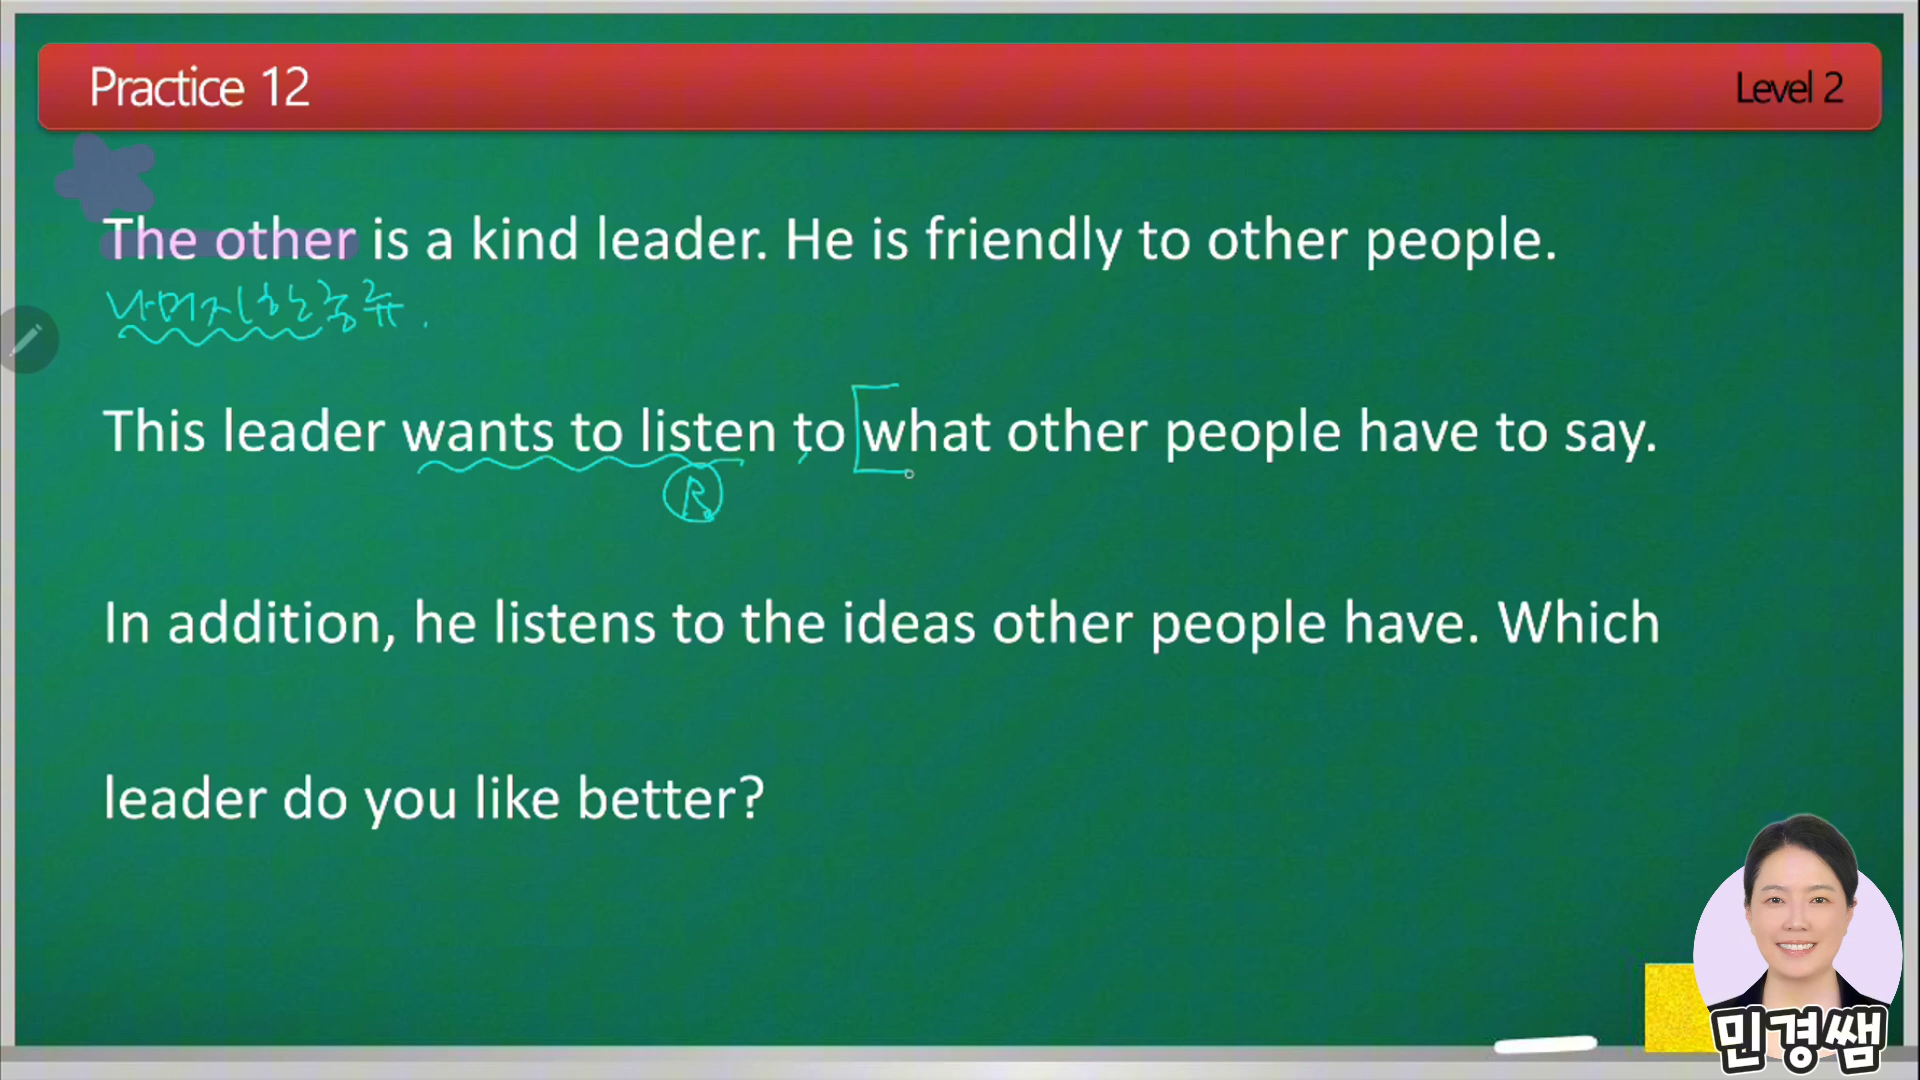 Practice 12
Level 2
The other is a kind leader. He is friendly to other people.
나머지 한 종류.
This leader wants to listen to [what other people have to say.
R
In addition, he listens to the ideas other people have. Which
leader do you like better?
민경쌤